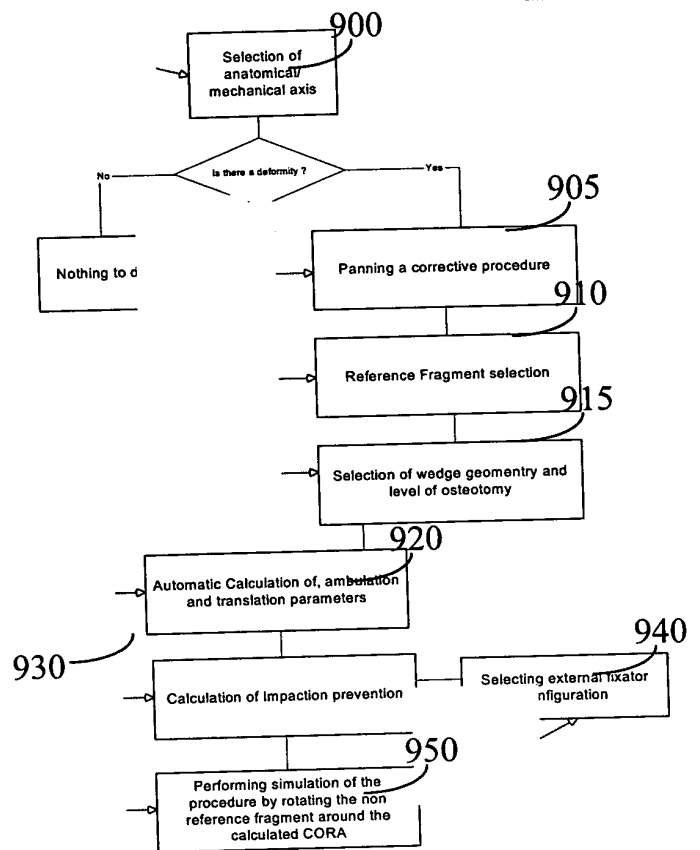 900
Selection of
anatomical/
mechanical axis
Is there a deformity ?
No
Yes
905
Nothing to d
Panning a corrective procedure
910
Reference Fragment selection
915
Selection of wedge geomentry and
level of osteotomy
920
Automatic Calculation of, ambulation
and translation parameters
930
940
Calculation of Impaction prevention
Selecting external fixator
nfiguration
950
Performing simulation of the
procedure by rotating the non
reference fragment around the
calculated CORA